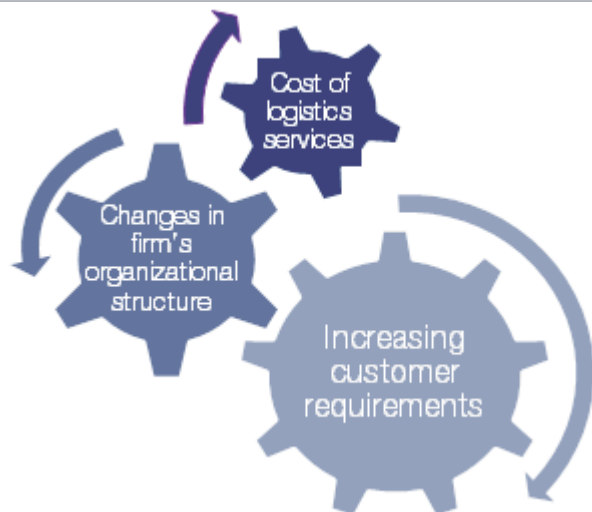 Cost of
logistics
services
Changes in
firm's
organizational
structure
Increasing
customer
requirements